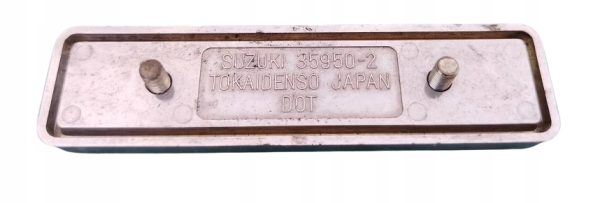 SUZUKI 35950-2
TOKAIDENSO JAPAN
DOT